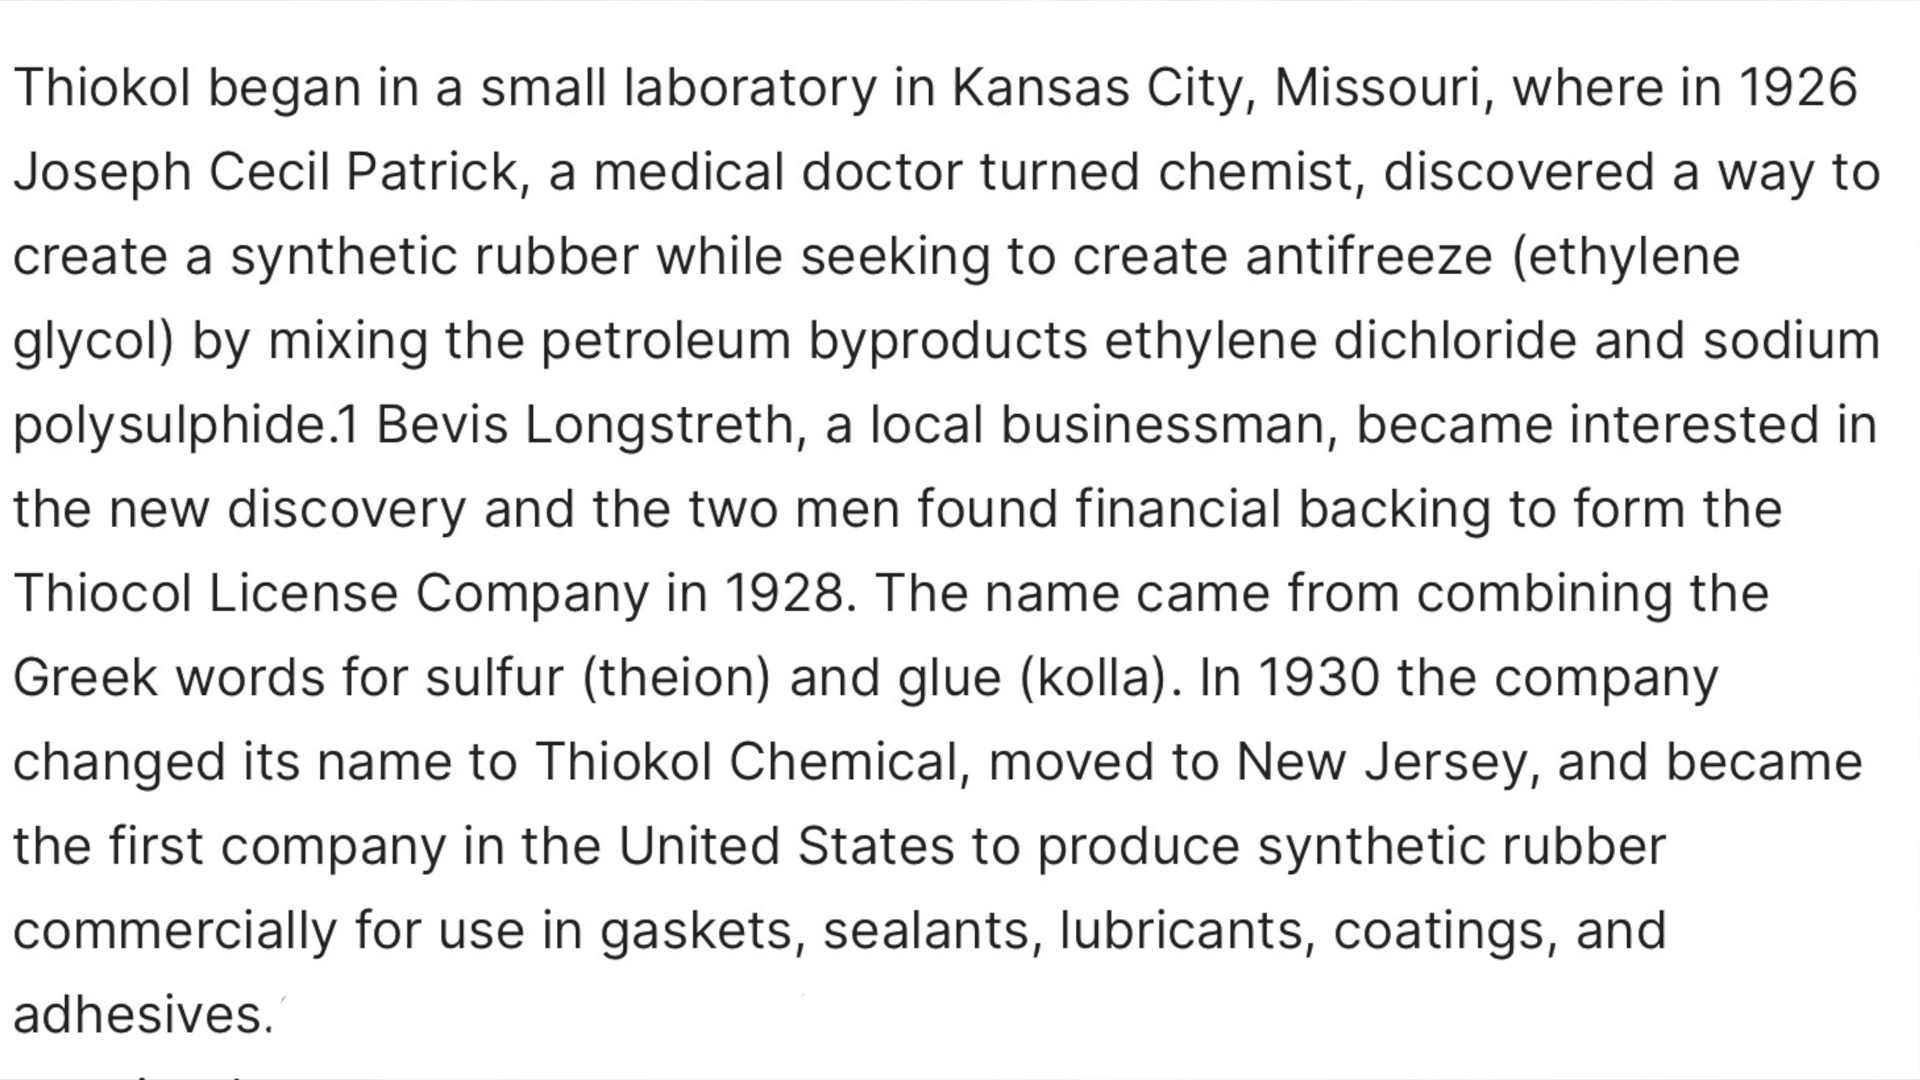 Thiokol began in a small laboratory in Kansas City, Missouri, where in 1926
Joseph Cecil Patrick, a medical doctor turned chemist, discovered a way to
create a synthetic rubber while seeking to create antifreeze (ethylene
glycol) by mixing the petroleum byproducts ethylene dichloride and sodium
polysulphide.1 Bevis Longstreth, a local businessman, became interested in
the new discovery and the two men found financial backing to form the
Thiocol License Company in 1928. The name came from combining the
Greek words for sulfur (theion) and glue (kolla). In 1930 the company
changed its name to Thiokol Chemical, moved to New Jersey, and became
the first company in the United States to produce synthetic rubber
commercially for use in gaskets, sealants, lubricants, coatings, and
adhesives.